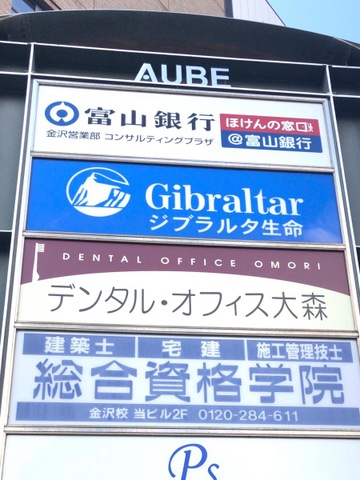 AUBE
富山銀行
金沢営業部 コンサルティングプラザ
ほけんの窓口
@富山銀行
Gibraltar
ジブラルタ生命
DENTAL OFFICE OMORI
デンタル・オフィス大森
建築士 宅建 施工管理技士
総合資格学院
金沢校 当ビル2F 0120-284-611
Ps